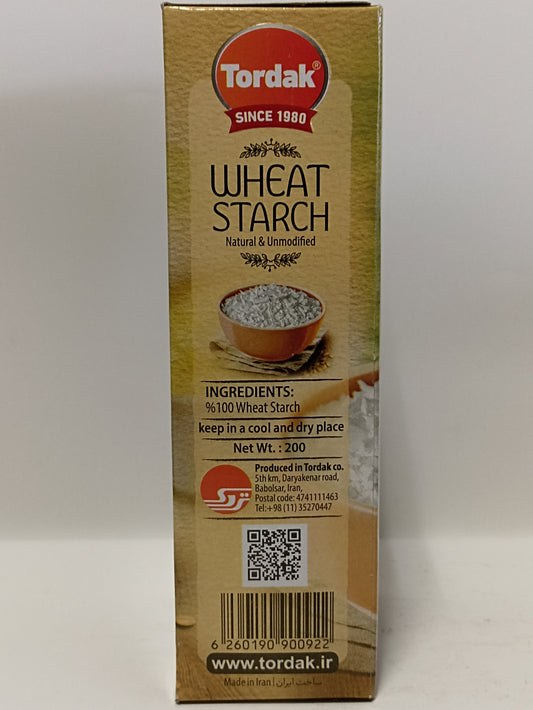 Tordak®
SINCE 1980
WHEAT
STARCH
Natural & Unmodified
INGREDIENTS:
%100 Wheat Starch
keep in a cool and dry place
Net Wt. : 200
Produced in Tordak co.
5th km, Daryakenar road,
Babolsar, Iran,
Postal code: 4741111463
Tel:+98 (11) 35270447
تردک
6 260190 900922
www.tordak.ir
Made in Iran | ساخت ایران